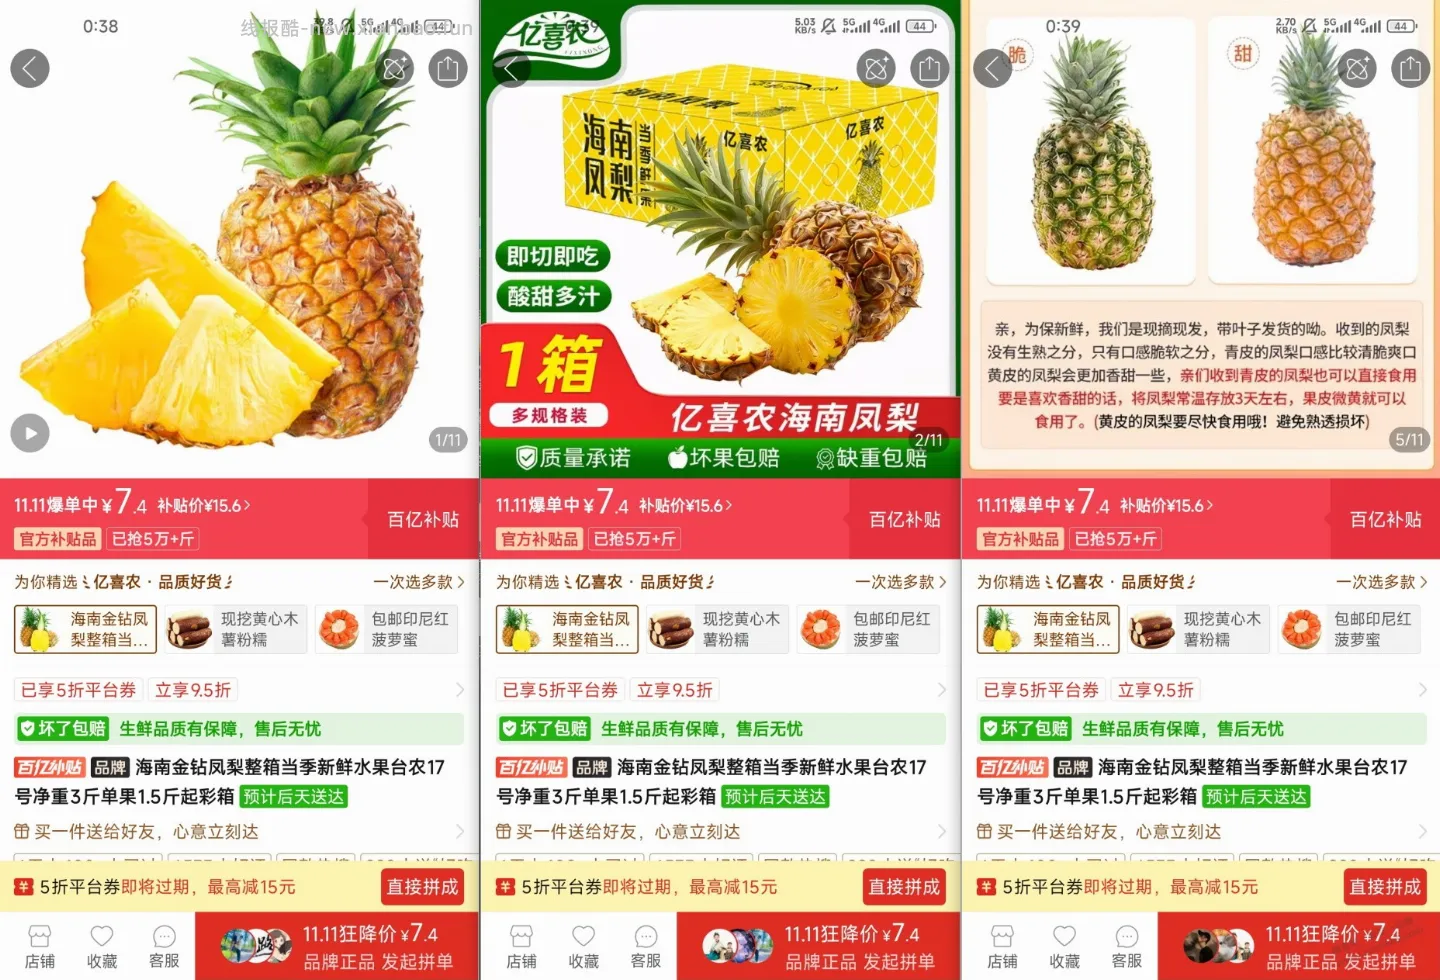 0:38
线报酷-new.xianbao.fun
5G 4G 44
1/11
11.11爆单中 ¥7.4 补贴价¥15.6
百亿补贴
官方补贴品 已抢5万+斤
为你精选 亿喜农 · 品质好货
一次选多款
海南金钻凤
梨整箱当...
现挖黄心木
薯粉糯
包邮印尼红
菠萝蜜
已享5折平台券 立享9.5折
坏了包赔 生鲜品质有保障，售后无忧
百亿补贴 品牌 海南金钻凤梨整箱当季新鲜水果台农17
号净重3斤单果1.5斤起彩箱 预计后天送达
买一件送给好友，心意立刻达
5折平台券即将过期，最高减15元
直接拼成
店铺 收藏 客服
11.11狂降价 ¥7.4
品牌正品 发起拼单
亿喜农
YIXINONG
0:39
5.03 KB/s 5G 4G 44
海南
凤梨
当季
亿喜农
亿喜农
即切即吃
酸甜多汁
1箱
多规格装
亿喜农海南凤梨
2/11
质量承诺 坏果包赔 缺重包赔
11.11爆单中 ¥7.4 补贴价¥15.6
百亿补贴
官方补贴品 已抢5万+斤
为你精选 亿喜农 · 品质好货
一次选多款
海南金钻凤
梨整箱当...
现挖黄心木
薯粉糯
包邮印尼红
菠萝蜜
已享5折平台券 立享9.5折
坏了包赔 生鲜品质有保障，售后无忧
百亿补贴 品牌 海南金钻凤梨整箱当季新鲜水果台农17
号净重3斤单果1.5斤起彩箱 预计后天送达
买一件送给好友，心意立刻达
5折平台券即将过期，最高减15元
直接拼成
店铺 收藏 客服
11.11狂降价 ¥7.4
品牌正品 发起拼单
0:39
2.70 KB/s 5G 4G 44
脆
甜
亲，为保新鲜，我们是现摘现发，带叶子发货的呦。收到的凤梨
没有生熟之分，只有口感脆软之分，青皮的凤梨口感比较清脆爽口
黄皮的凤梨会更加香甜一些，亲们收到青皮的凤梨也可以直接食用
要是喜欢香甜的话，将凤梨常温存放3天左右，果皮微黄就可以
食用了。(黄皮的凤梨要尽快食用哦！避免熟透损坏)
5/11
11.11爆单中 ¥7.4 补贴价¥15.6
百亿补贴
官方补贴品 已抢5万+斤
为你精选 亿喜农 · 品质好货
一次选多款
海南金钻凤
梨整箱当...
现挖黄心木
薯粉糯
包邮印尼红
菠萝蜜
已享5折平台券 立享9.5折
坏了包赔 生鲜品质有保障，售后无忧
百亿补贴 品牌 海南金钻凤梨整箱当季新鲜水果台农17
号净重3斤单果1.5斤起彩箱 预计后天送达
买一件送给好友，心意立刻达
5折平台券即将过期，最高减15元
直接拼成
店铺 收藏 客服
11.11狂降价 ¥7.4
品牌正品 发起拼单